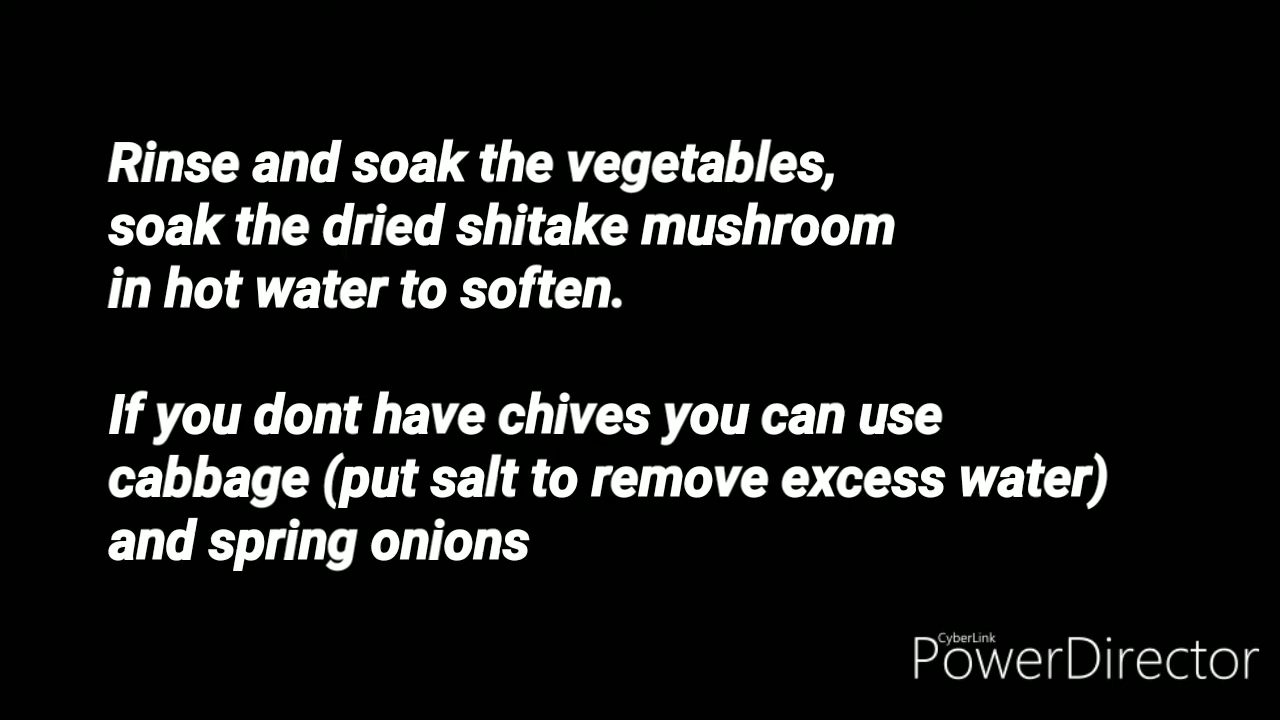 Rinse and soak the vegetables,
soak the dried shitake mushroom
in hot water to soften.
If you dont have chives you can use
cabbage (put salt to remove excess water)
and spring onions
CyberLink
PowerDirector